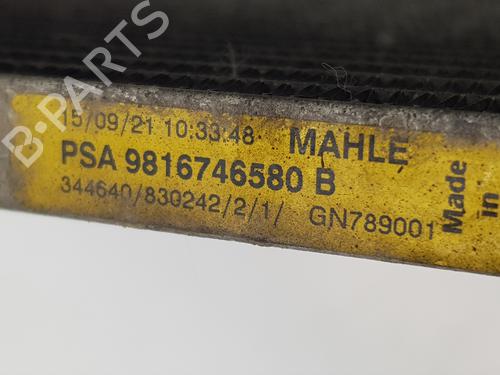 15/09/21 10:33:48 MAHLE
PSA 9816746580 B
344640/830242/2/1/ GN789001
Made
in
B-PARTS